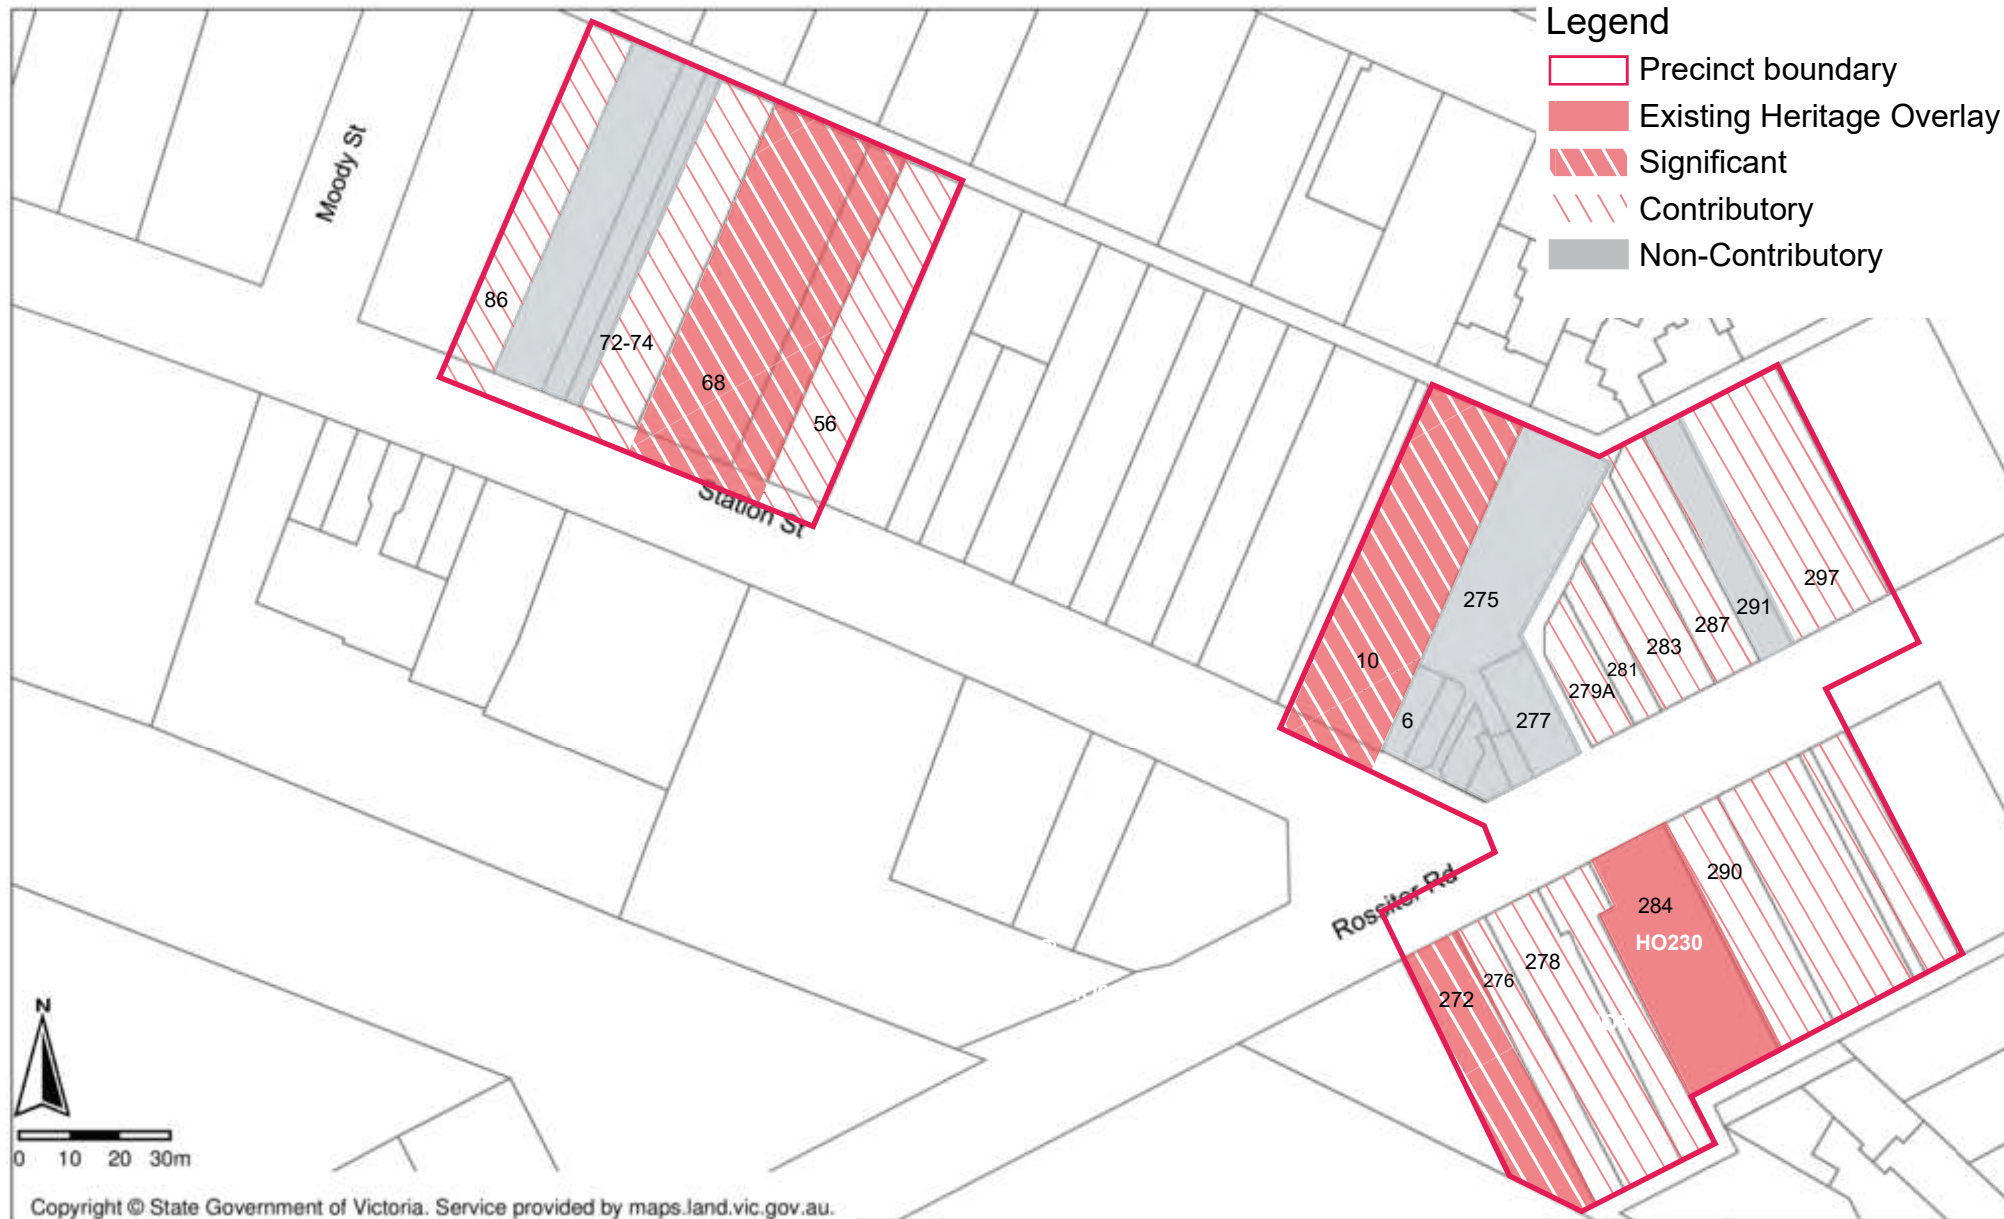 Legend
Precinct boundary
Existing Heritage Overlay
Significant
Contributory
Non-Contributory
Moody St
86
72-74
68
56
Station St
10
275
6
277
279A
281
283
287
291
297
Rossiter Rd
272
276
278
284
HO230
290
N
0 10 20 30m
Copyright © State Government of Victoria. Service provided by maps.land.vic.gov.au.